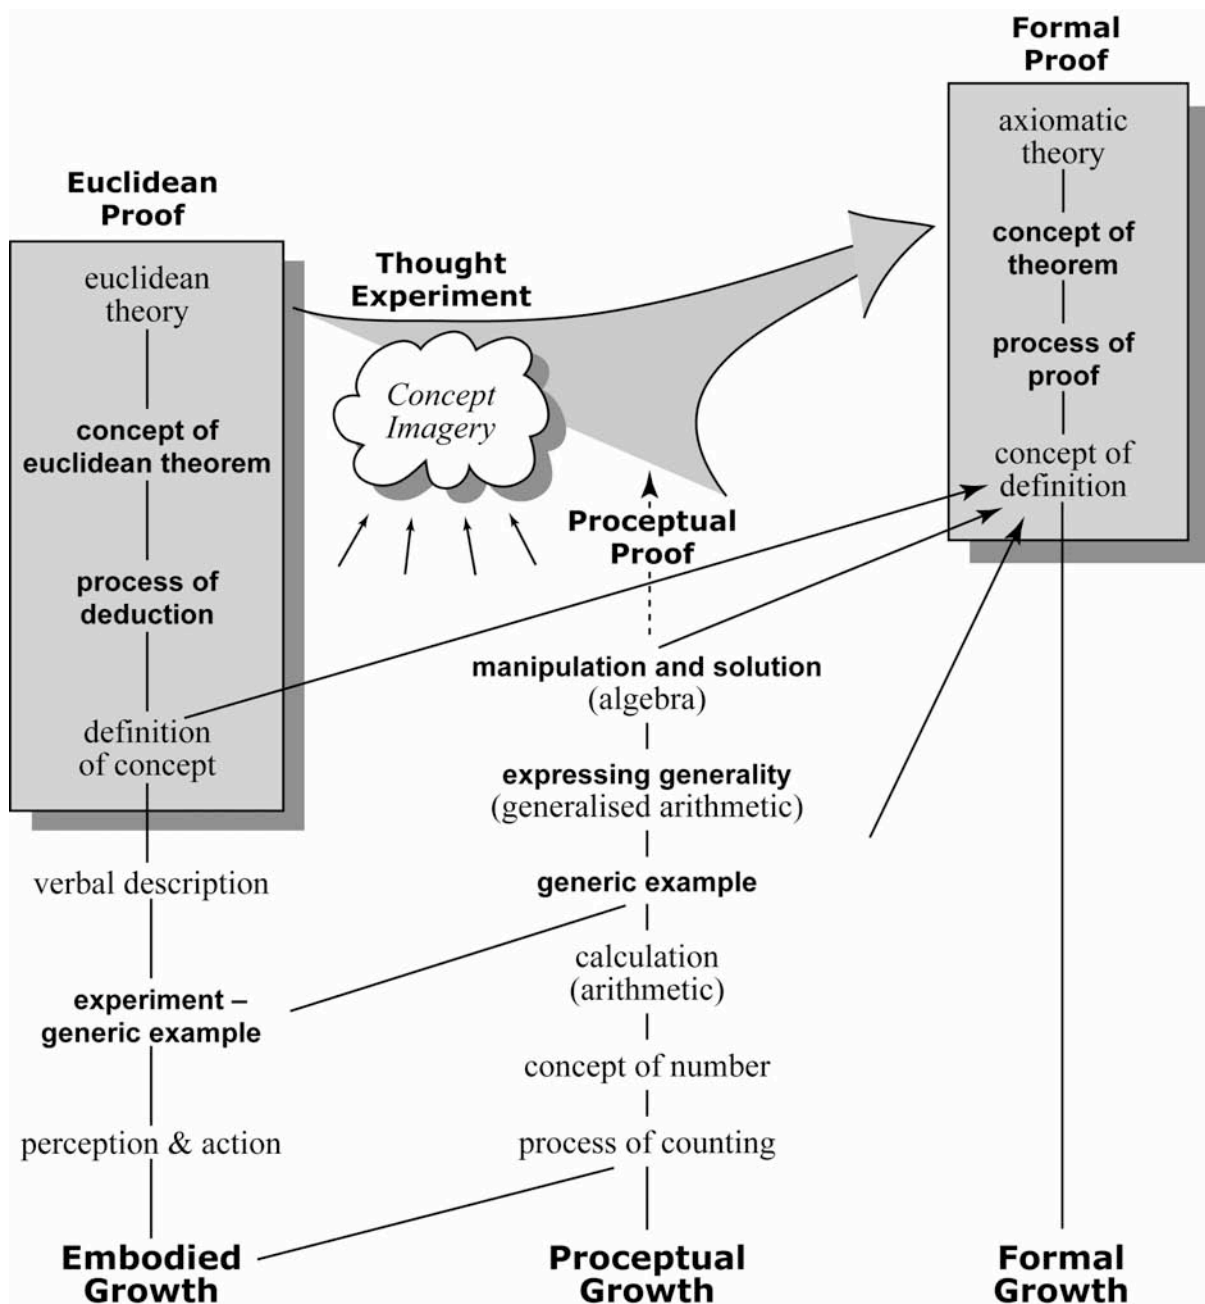 Formal
Proof
axiomatic
theory
concept of
theorem
process of
proof
concept of
definition
Euclidean
Proof
euclidean
theory
concept of
euclidean theorem
process of
deduction
definition
of concept
verbal description
experiment –
generic example
perception & action
Embodied
Growth
Thought
Experiment
Concept
Imagery
Proceptual
Proof
manipulation and solution
(algebra)
expressing generality
(generalised arithmetic)
generic example
calculation
(arithmetic)
concept of number
process of counting
Proceptual
Growth
Formal
Growth